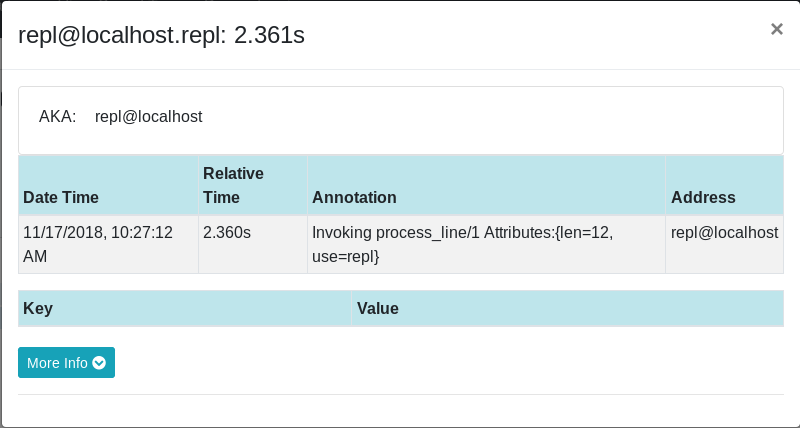 repl@localhost.repl: 2.361s
×
AKA: repl@localhost
Date Time Relative Time Annotation Address
11/17/2018, 10:27:12 AM 2.360s Invoking process_line/1 Attributes:{len=12, use=repl} repl@localhost
Key Value
More Info